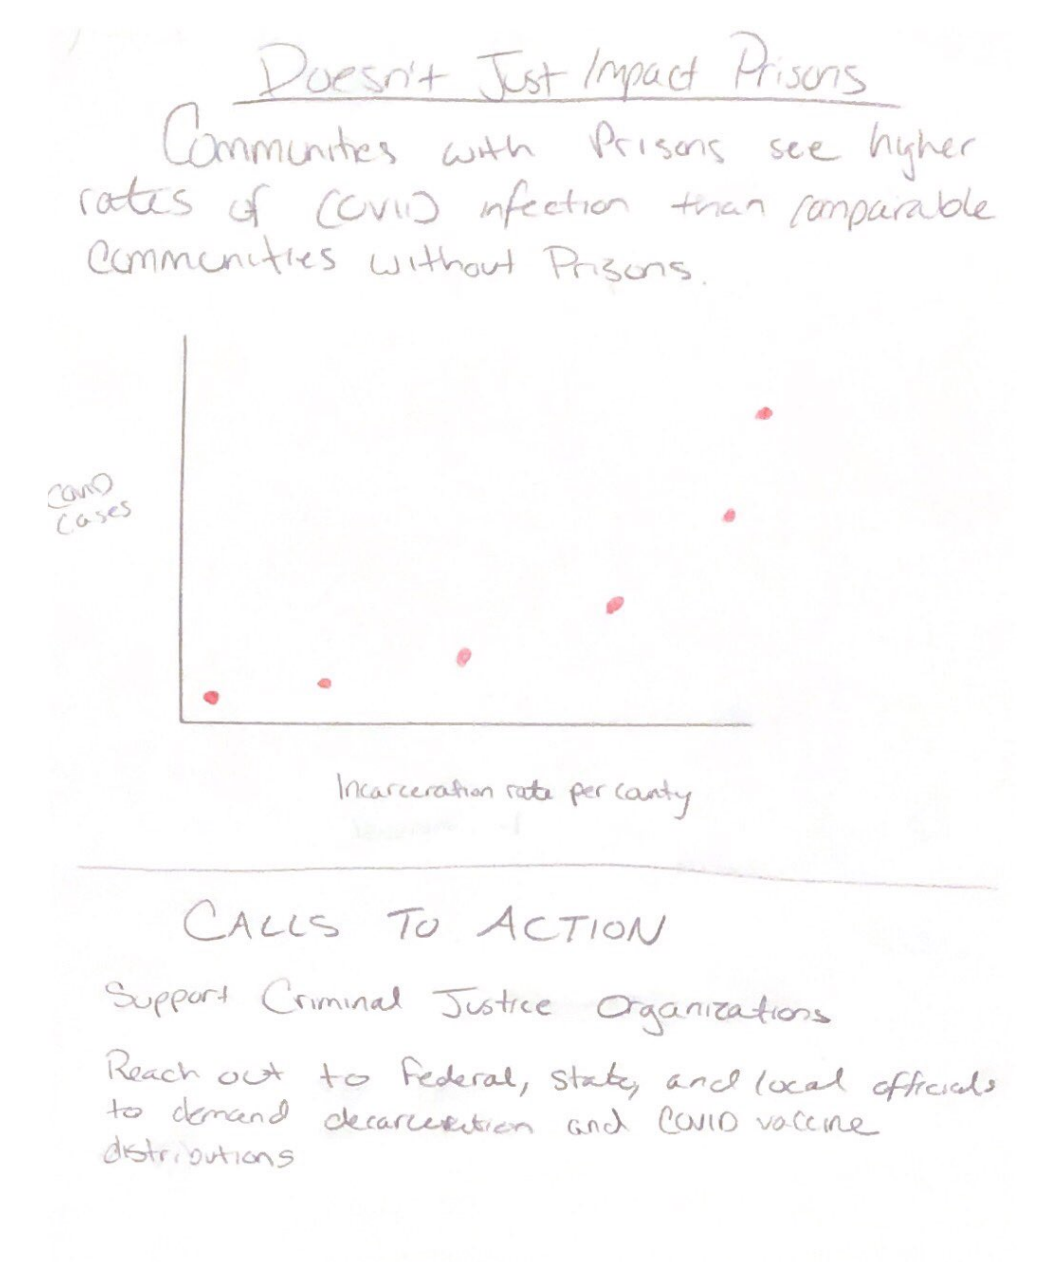 Doesn't Just Impact Prisons
Communities with Prisons see higher
rates of COVID infection than comparable
Communities without Prisons.
COVID
Cases
Incarceration rate per county
CALLS TO ACTION
Support Criminal Justice Organizations
Reach out to Federal, State, and local officials
to demand decarceration and COVID vaccine
distributions